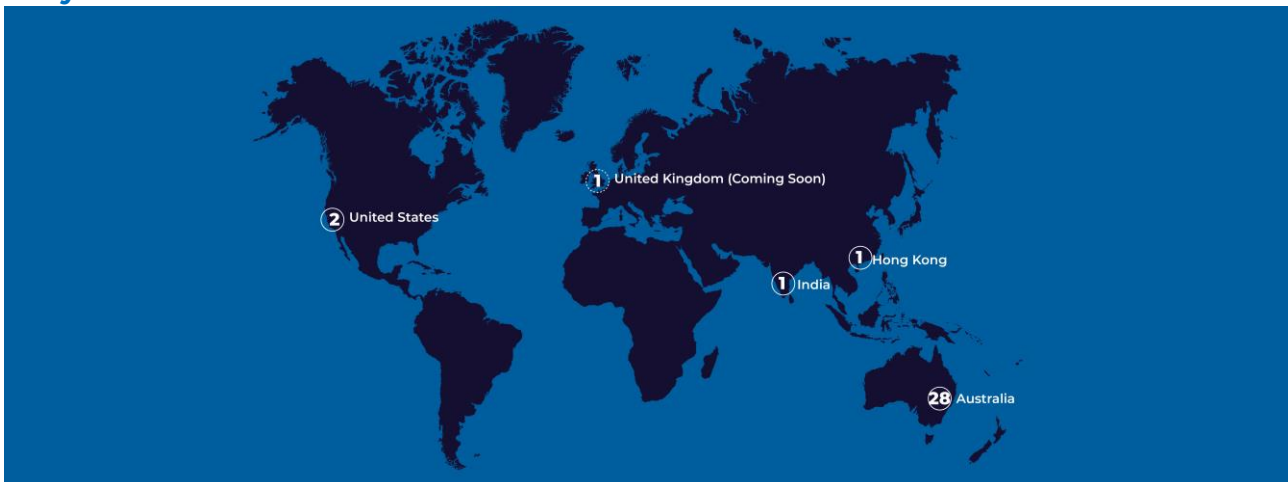 1 United Kingdom (Coming Soon)
2 United States
1 Hong Kong
1 India
28 Australia